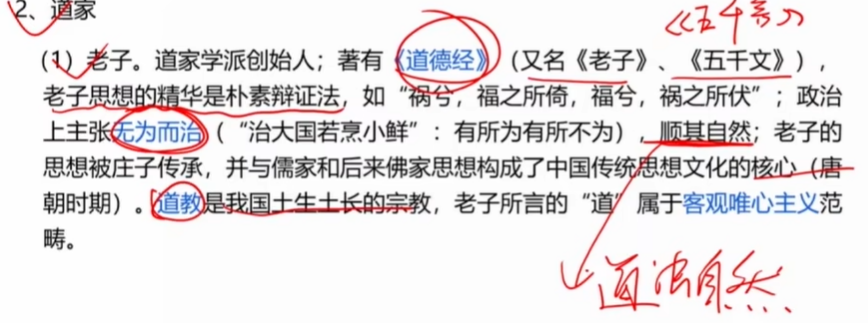 2、道家
《五千言》
(1)老子。道家学派创始人；著有《道德经》（又名《老子》、《五千文》），
老子思想的精华是朴素辩证法，如“祸兮，福之所倚，福兮，祸之所伏”；政治
上主张无为而治（“治大国若烹小鲜”：有所为有所不为），顺其自然；老子的
思想被庄子传承，并与儒家和后来佛家思想构成了中国传统思想文化的核心（唐
朝时期）。道教是我国土生土长的宗教，老子所言的“道”属于客观唯心主义范
畴。
道法自然